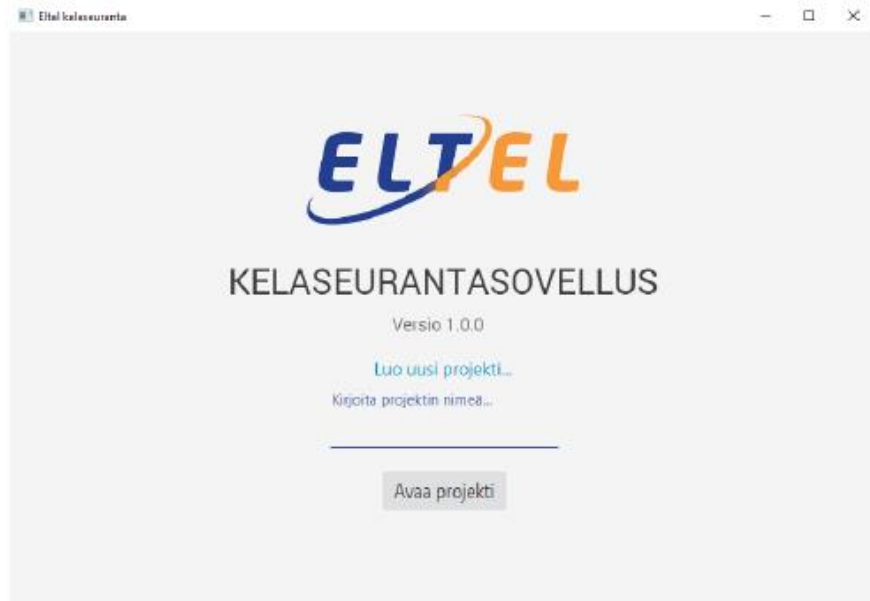 Eltel kelaseuranta
ELTEL
KELASEURANTASOVELLUS
Versio 1.0.0
Luo uusi projekti...
Kirjoita projektin nimeä...
Avaa projekti